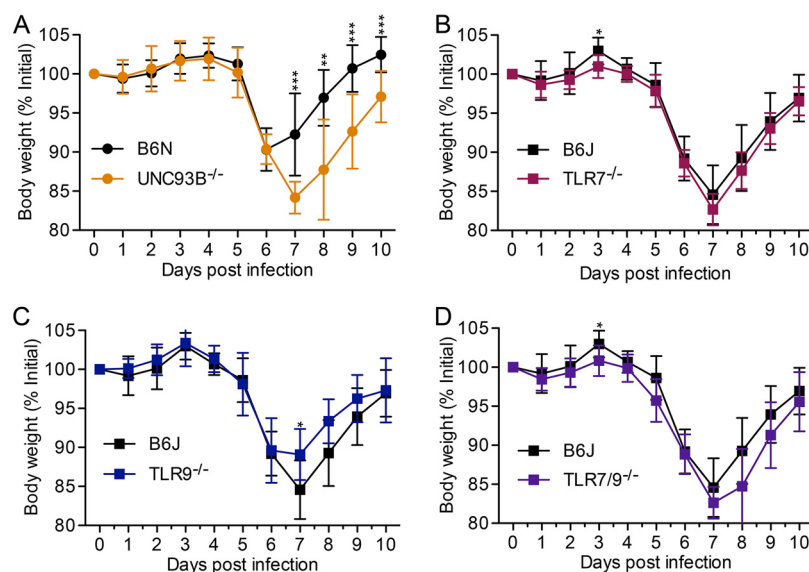 A
Body weight (% Initial)
105
100
95
90
85
80
***
**
***
***
B6N
UNC93B-/-
0 1 2 3 4 5 6 7 8 9 10
Days post infection
B
Body weight (% Initial)
105
100
95
90
85
80
*
B6J
TLR7-/-
0 1 2 3 4 5 6 7 8 9 10
Days post infection
C
Body weight (% Initial)
105
100
95
90
85
80
*
B6J
TLR9-/-
0 1 2 3 4 5 6 7 8 9 10
Days post infection
D
Body weight (% Initial)
105
100
95
90
85
80
*
B6J
TLR7/9-/-
0 1 2 3 4 5 6 7 8 9 10
Days post infection